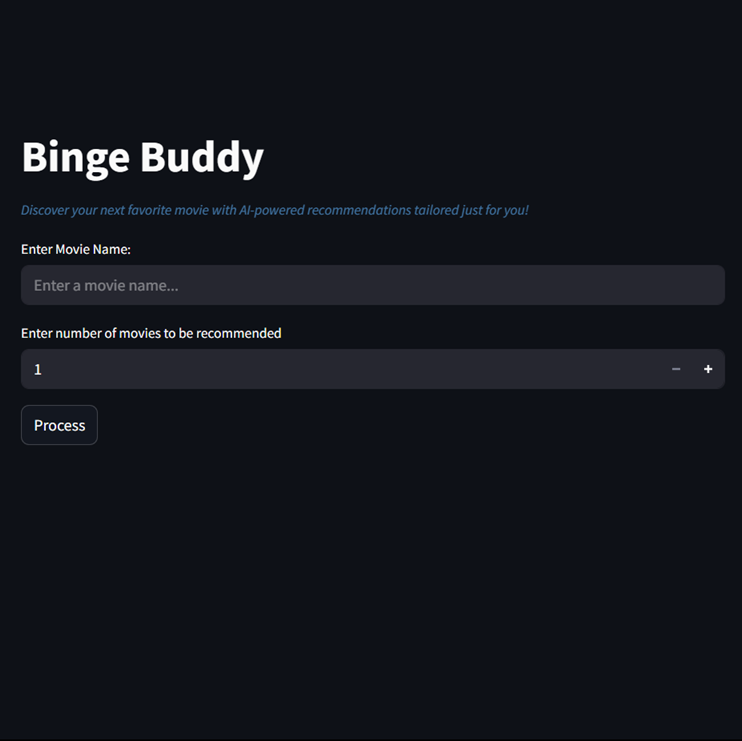 Binge Buddy
Discover your next favorite movie with AI-powered recommendations tailored just for you!
Enter Movie Name:
Enter a movie name...
Enter number of movies to be recommended
1 − +
Process